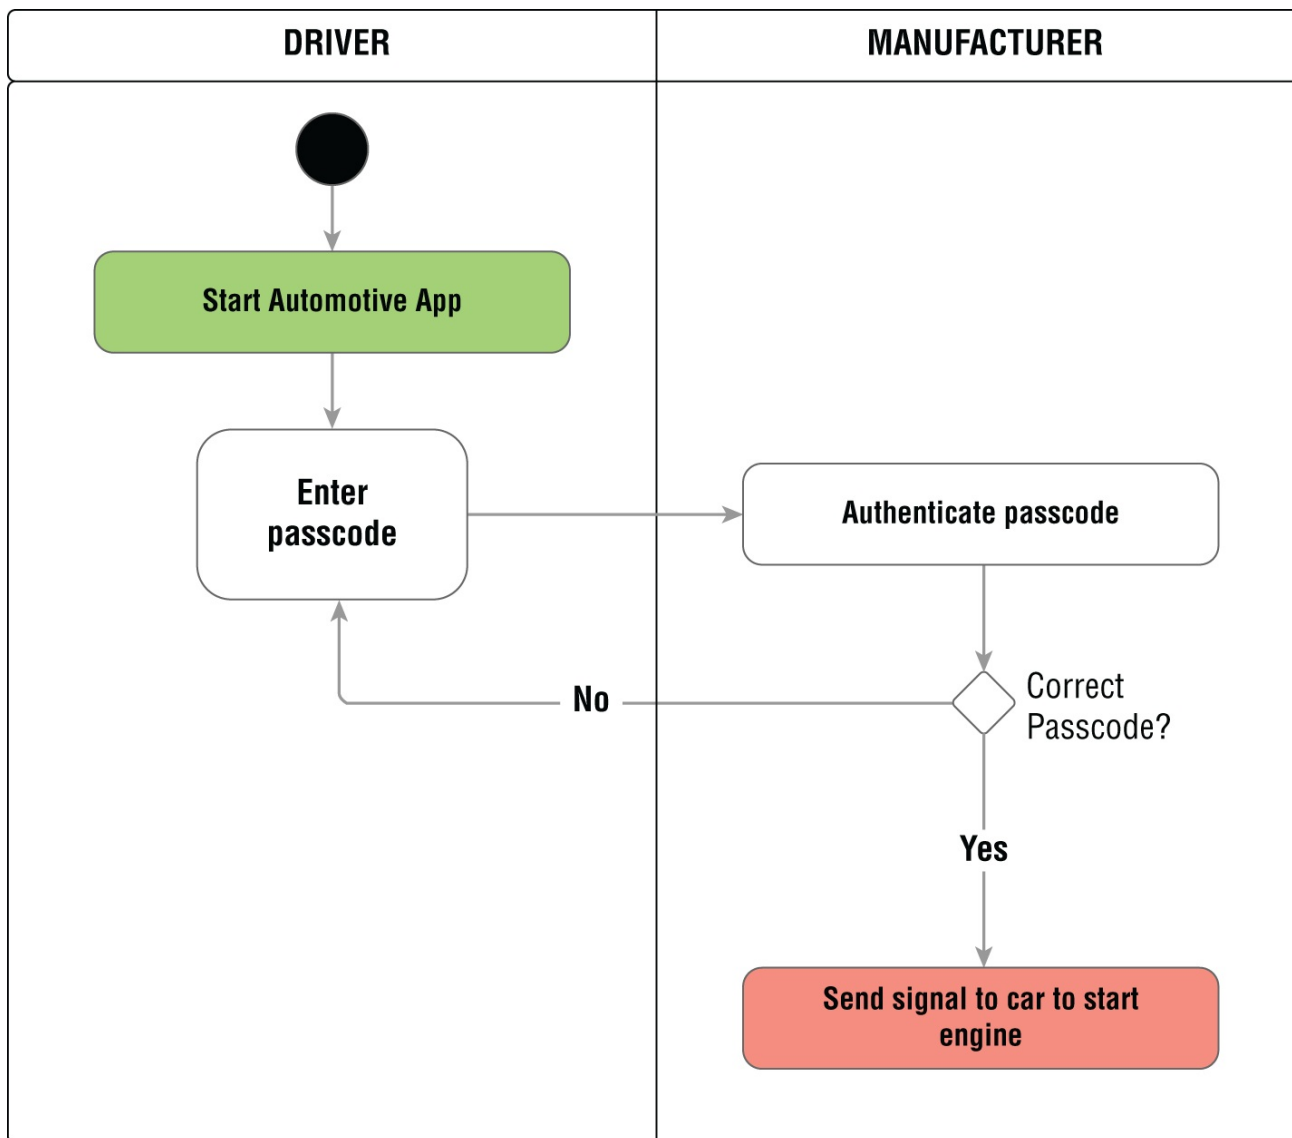 DRIVER
MANUFACTURER
Start Automotive App
Enter
passcode
Authenticate passcode
Correct
Passcode?
No
Yes
Send signal to car to start
engine